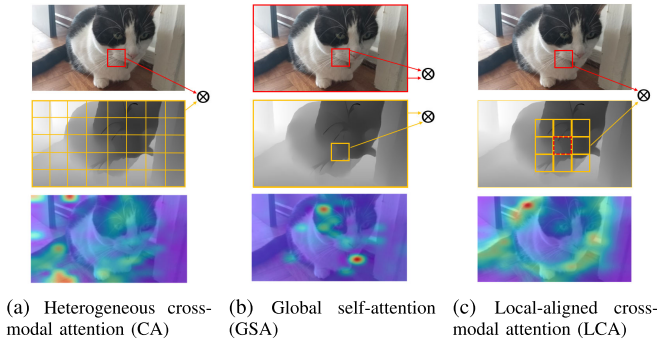 (a) Heterogeneous cross-
modal attention (CA)
(b) Global self-attention
(GSA)
(c) Local-aligned cross-
modal attention (LCA)